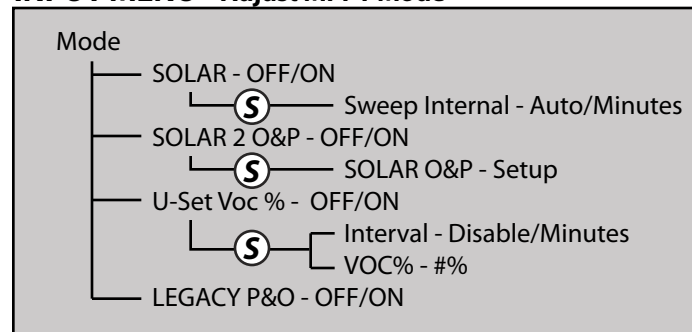 Mode
SOLAR - OFF/ON
S Sweep Internal - Auto/Minutes
SOLAR 2 O&P - OFF/ON
S SOLAR O&P - Setup
U-Set Voc % - OFF/ON
Interval - Disable/Minutes
S
VOC% - #%
LEGACY P&O - OFF/ON